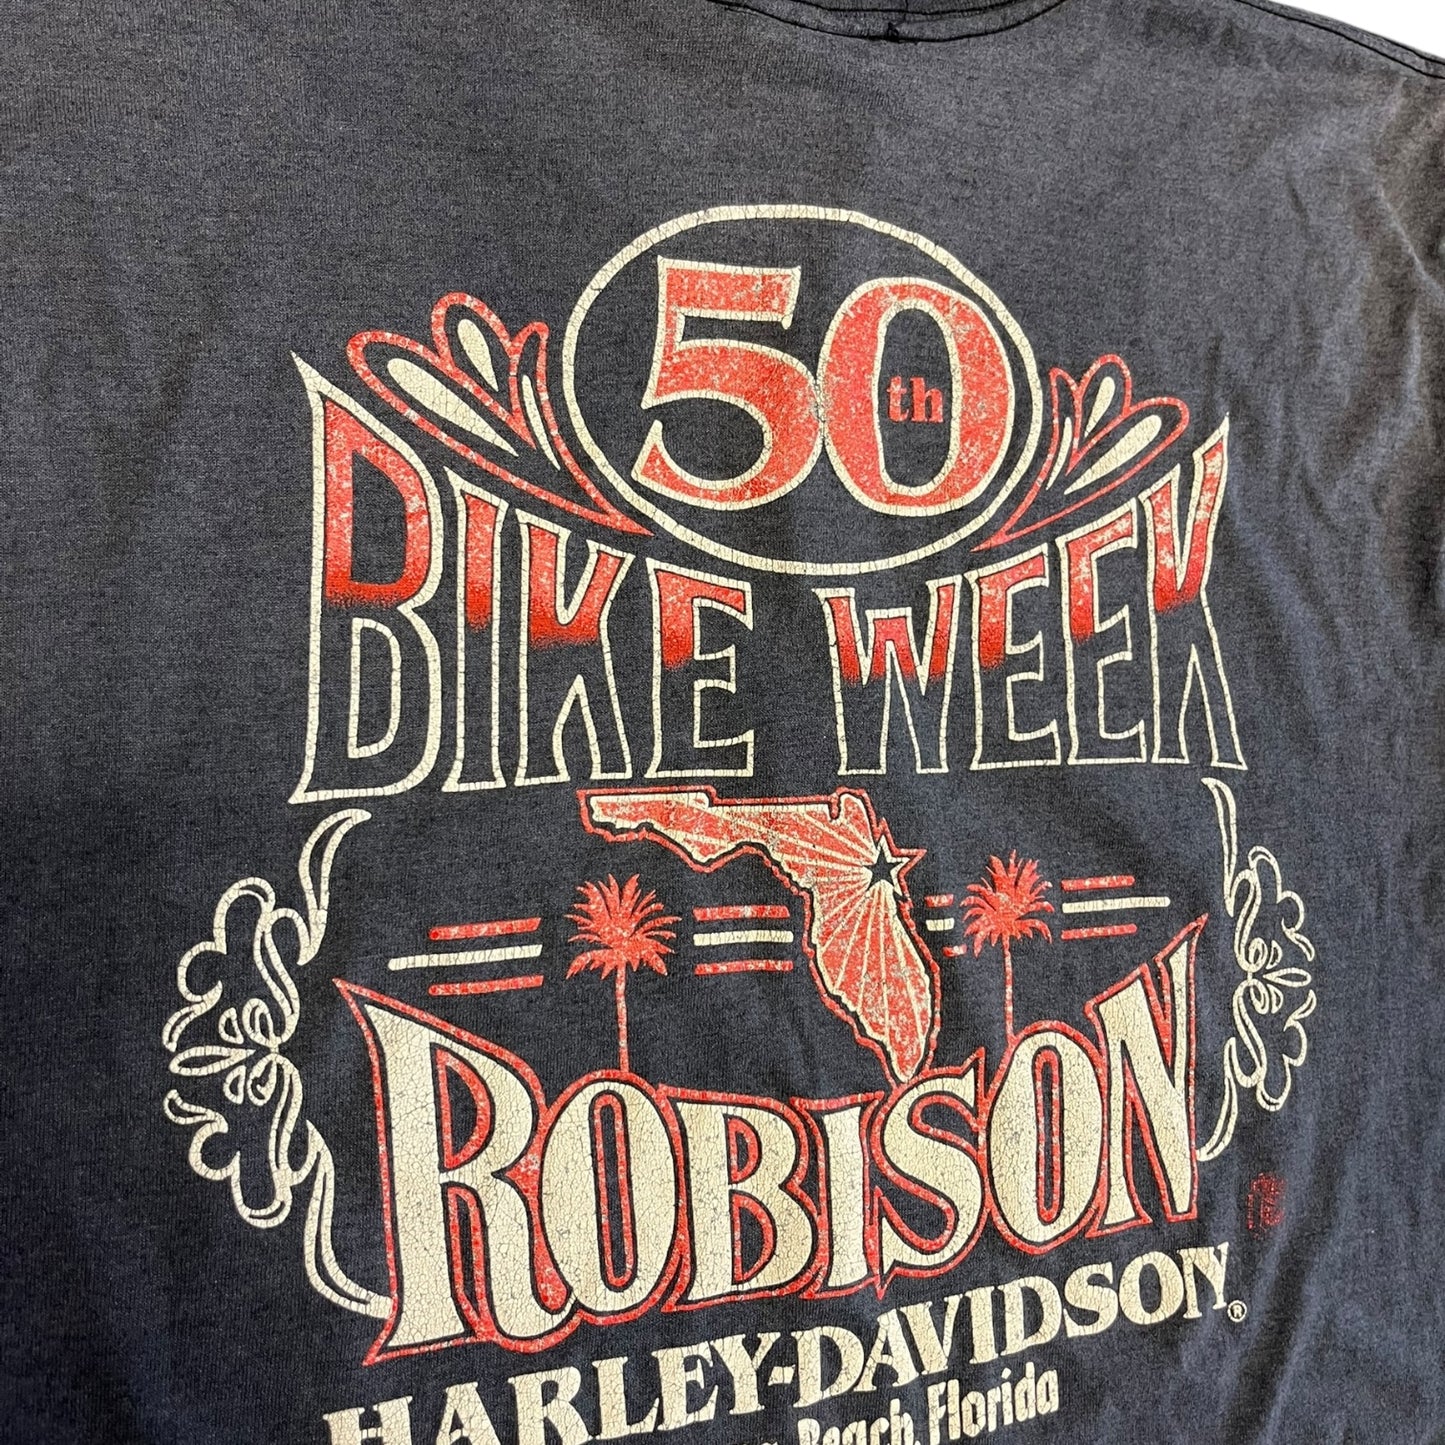 50th
BIKE WEEK
ROBISON
HARLEY-DAVIDSON®
Beach, Florida